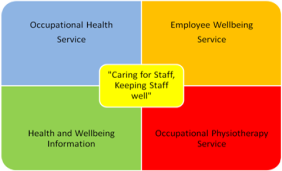 Occupational Health
Service
Employee Wellbeing
Service
"Caring for Staff,
Keeping Staff
well"
Health and Wellbeing
Information
Occupational Physiotherapy
Service